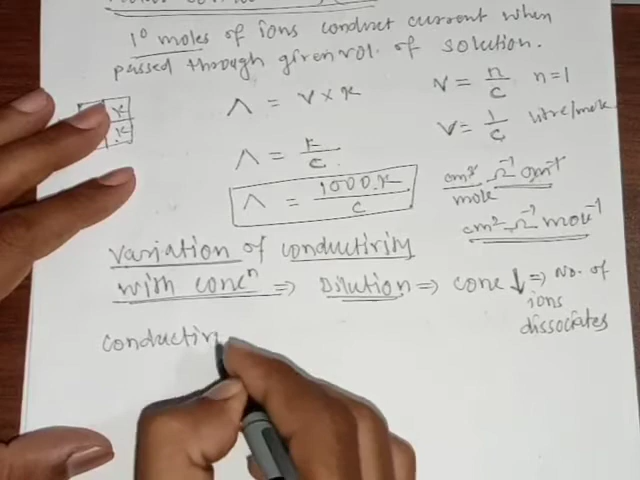 1° moles of ions conduct current when
passed through given vol. of solution.
κ
κ
Λ = V × κ
V = n/c n=1
V = 1/c litre/mole
Λ = κ/c
Λ = 1000.κ/c
cm³/mole Ω⁻¹ cm⁻¹
cm² Ω⁻¹ mole⁻¹
Variation of conductivity
with concⁿ ⇒ Dilution ⇒ conc ↓ ⇒ No. of
ions
dissociates
conductiv